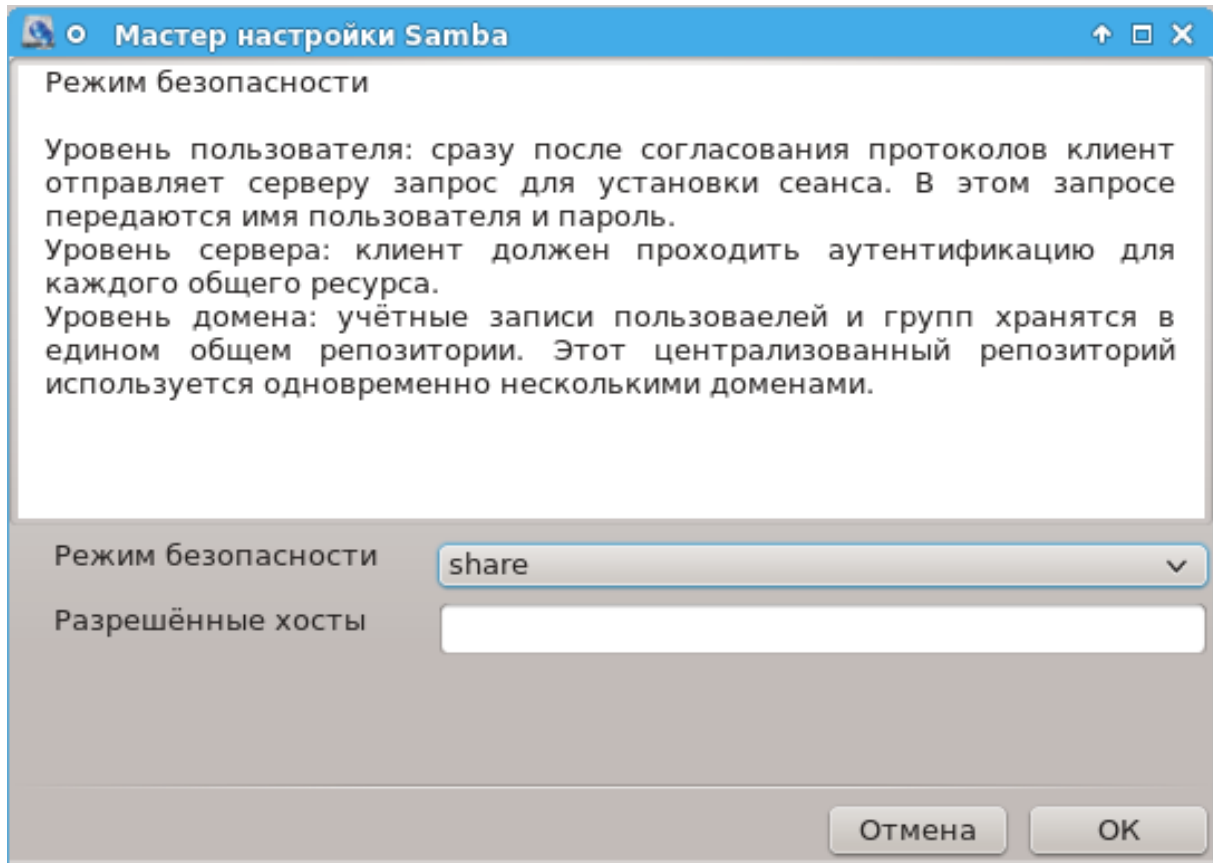 Мастер настройки Samba
Режим безопасности
Уровень пользователя: сразу после согласования протоколов клиент
отправляет серверу запрос для установки сеанса. В этом запросе
передаются имя пользователя и пароль.
Уровень сервера: клиент должен проходить аутентификацию для
каждого общего ресурса.
Уровень домена: учётные записи пользоваелей и групп хранятся в
едином общем репозитории. Этот централизованный репозиторий
используется одновременно несколькими доменами.
Режим безопасности
share
Разрешённые хосты
Отмена
OK